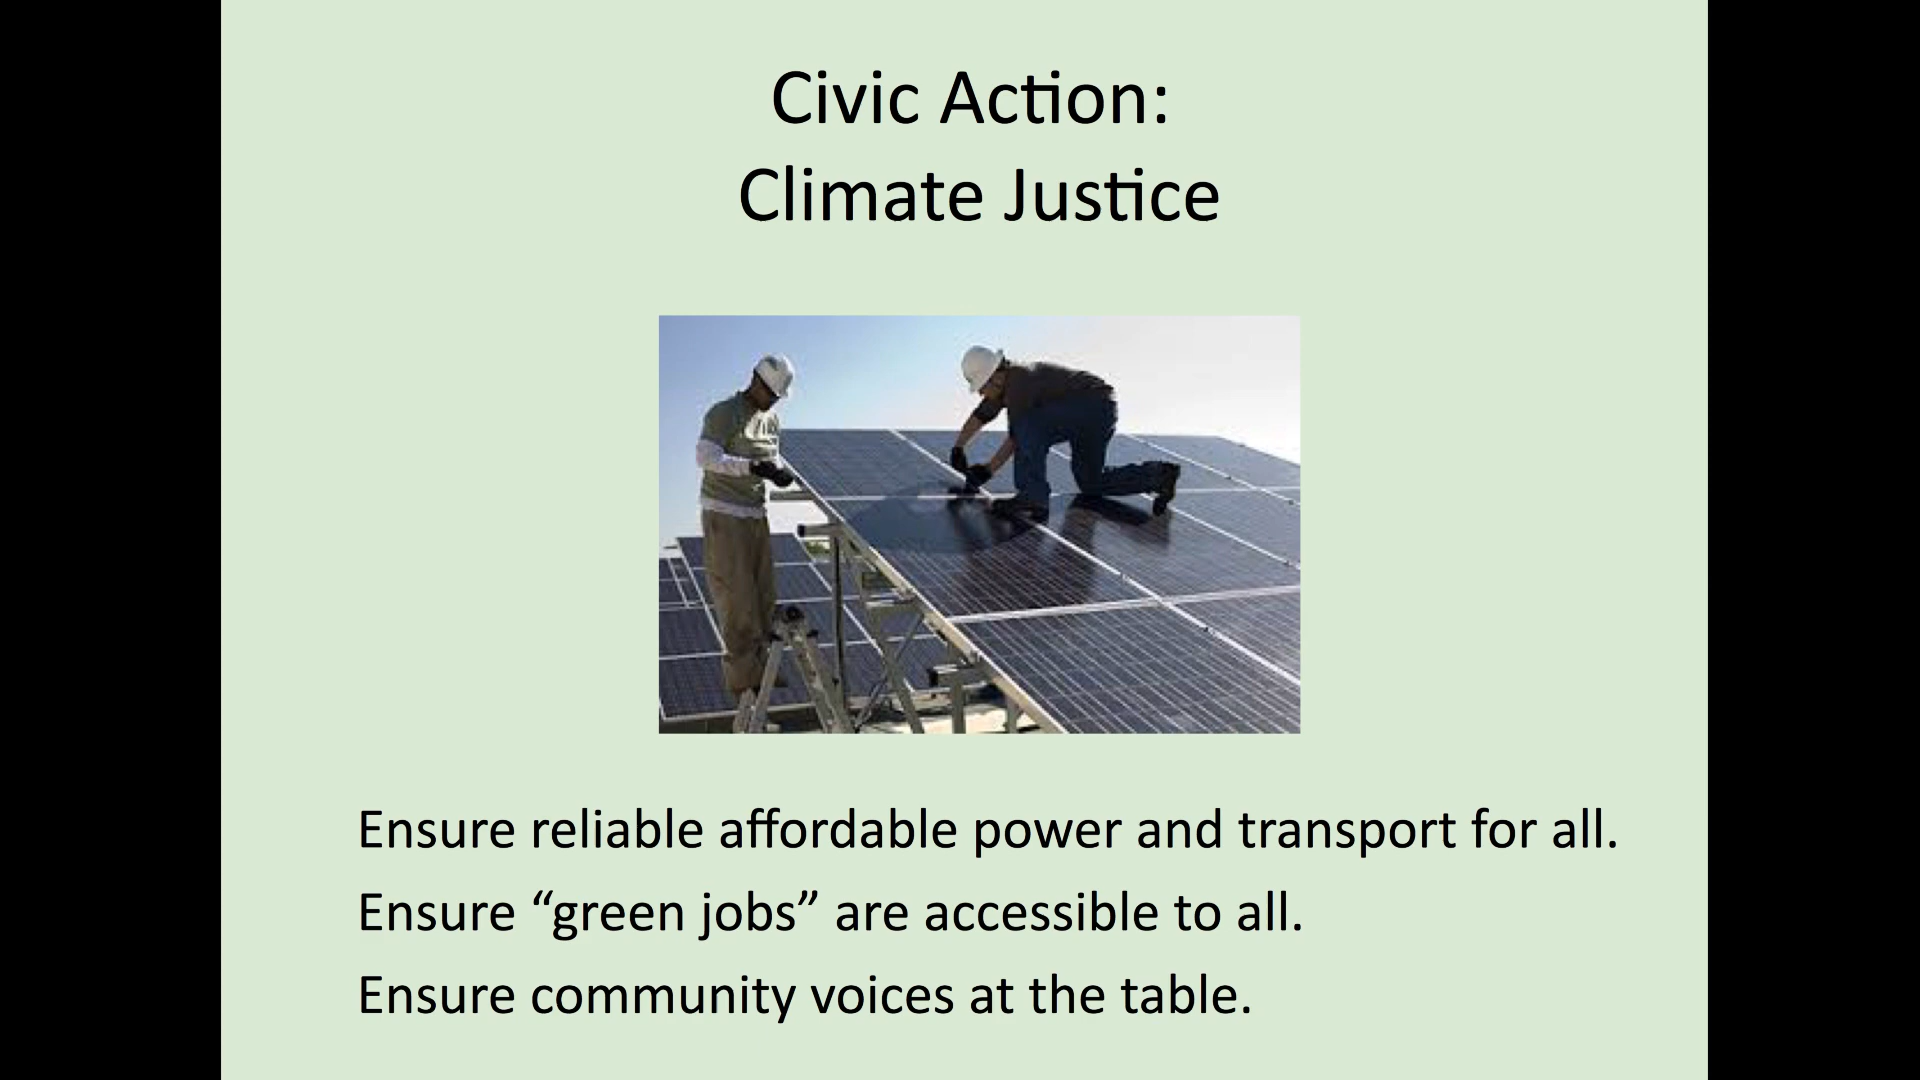 Civic Action:
Climate Justice
Ensure reliable affordable power and transport for all.
Ensure “green jobs” are accessible to all.
Ensure community voices at the table.